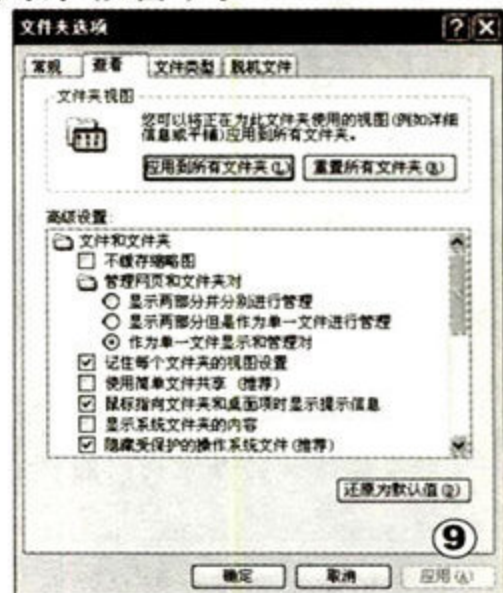 文件夹选项
常规 查看 文件类型 脱机文件
文件夹视图
您可以将正在为此文件夹使用的视图(例如详细
信息或平铺)应用到所有文件夹。
应用到所有文件夹(L) 重置所有文件夹(R)
高级设置:
文件和文件夹
不缓存缩略图
管理网页和文件夹对
显示两部分并分别进行管理
显示两部分但是作为单一文件进行管理
作为单一文件显示和管理对
记住每个文件夹的视图设置
使用简单文件共享 (推荐)
鼠标指向文件夹和桌面项时显示提示信息
显示系统文件夹的内容
隐藏受保护的操作系统文件(推荐)
还原为默认值(D)
⑨
确定 取消 应用(A)